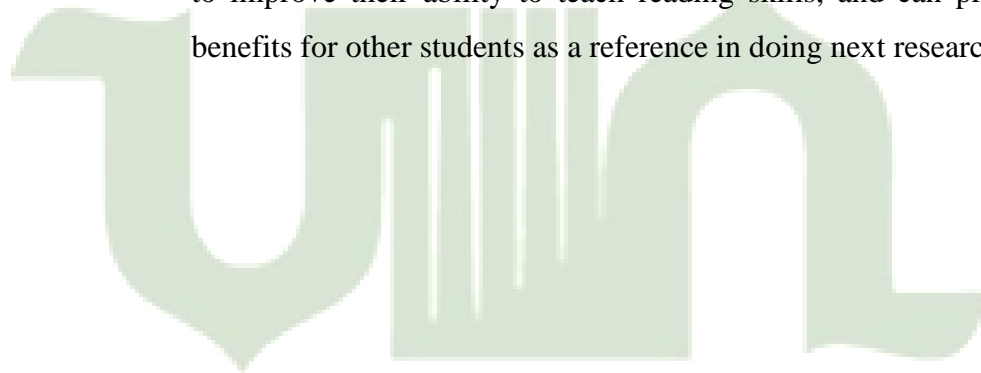 to improve their ability to teach reading skills, and can
benefits for other students as a reference in doing next